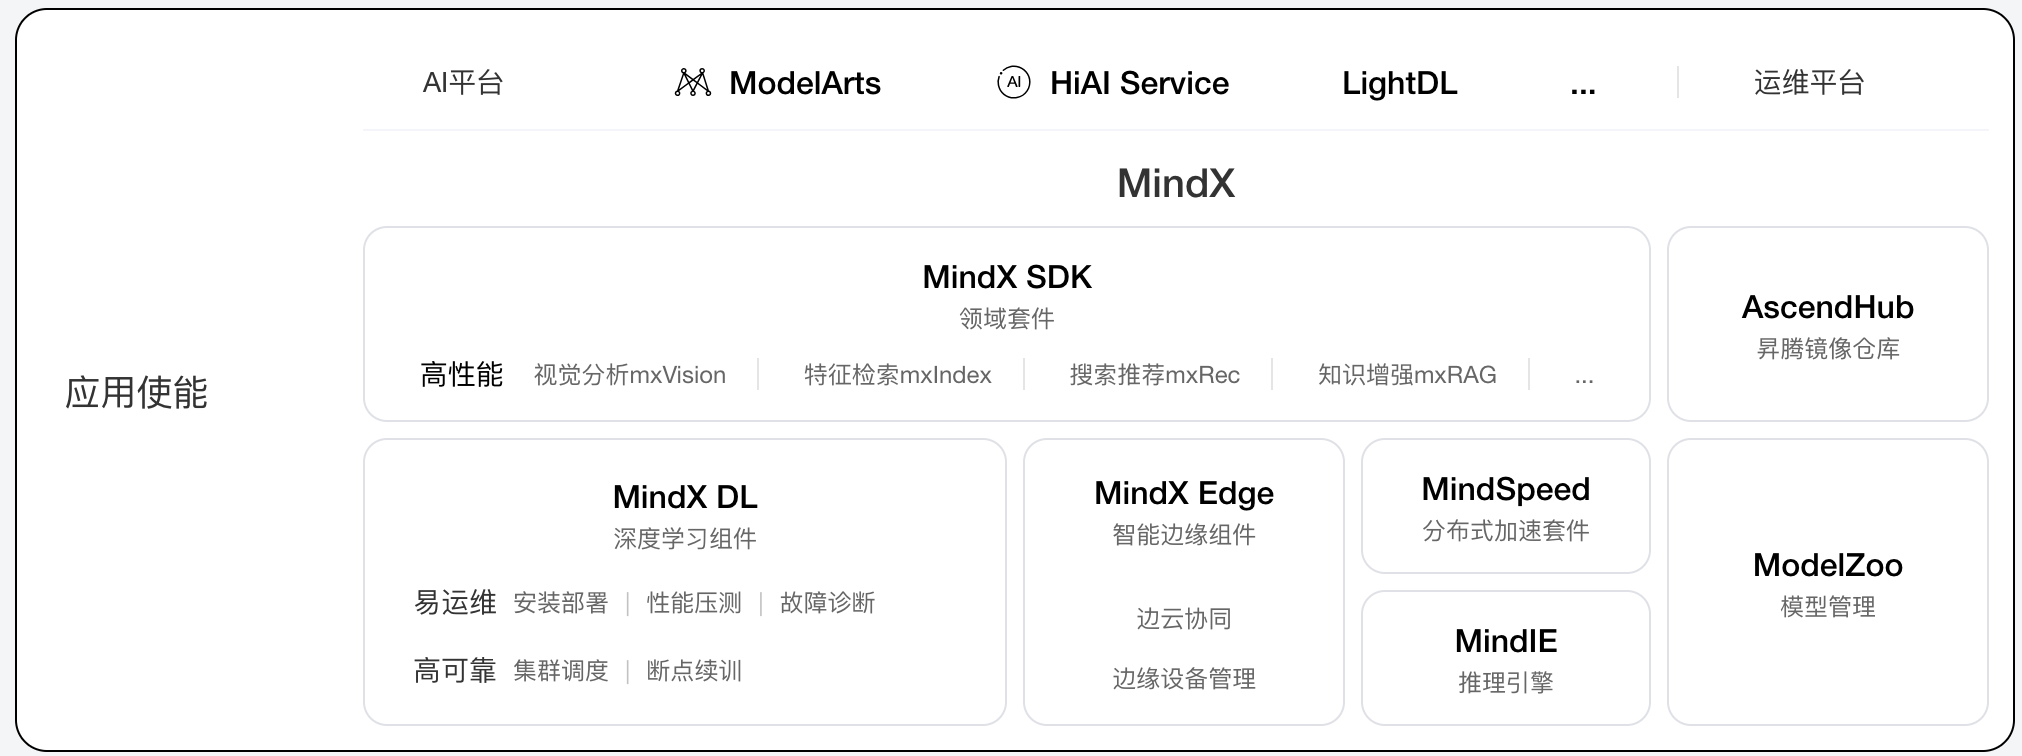 AI平台 ModelArts AI HiAI Service LightDL ... 运维平台
MindX
应用使能
MindX SDK
领域套件
高性能 视觉分析mxVision 特征检索mxIndex 搜索推荐mxRec 知识增强mxRAG ...
AscendHub
昇腾镜像仓库
MindX DL
深度学习组件
易运维 安装部署 性能压测 故障诊断
高可靠 集群调度 断点续训
MindX Edge
智能边缘组件
边云协同
边缘设备管理
MindSpeed
分布式加速套件
MindIE
推理引擎
ModelZoo
模型管理